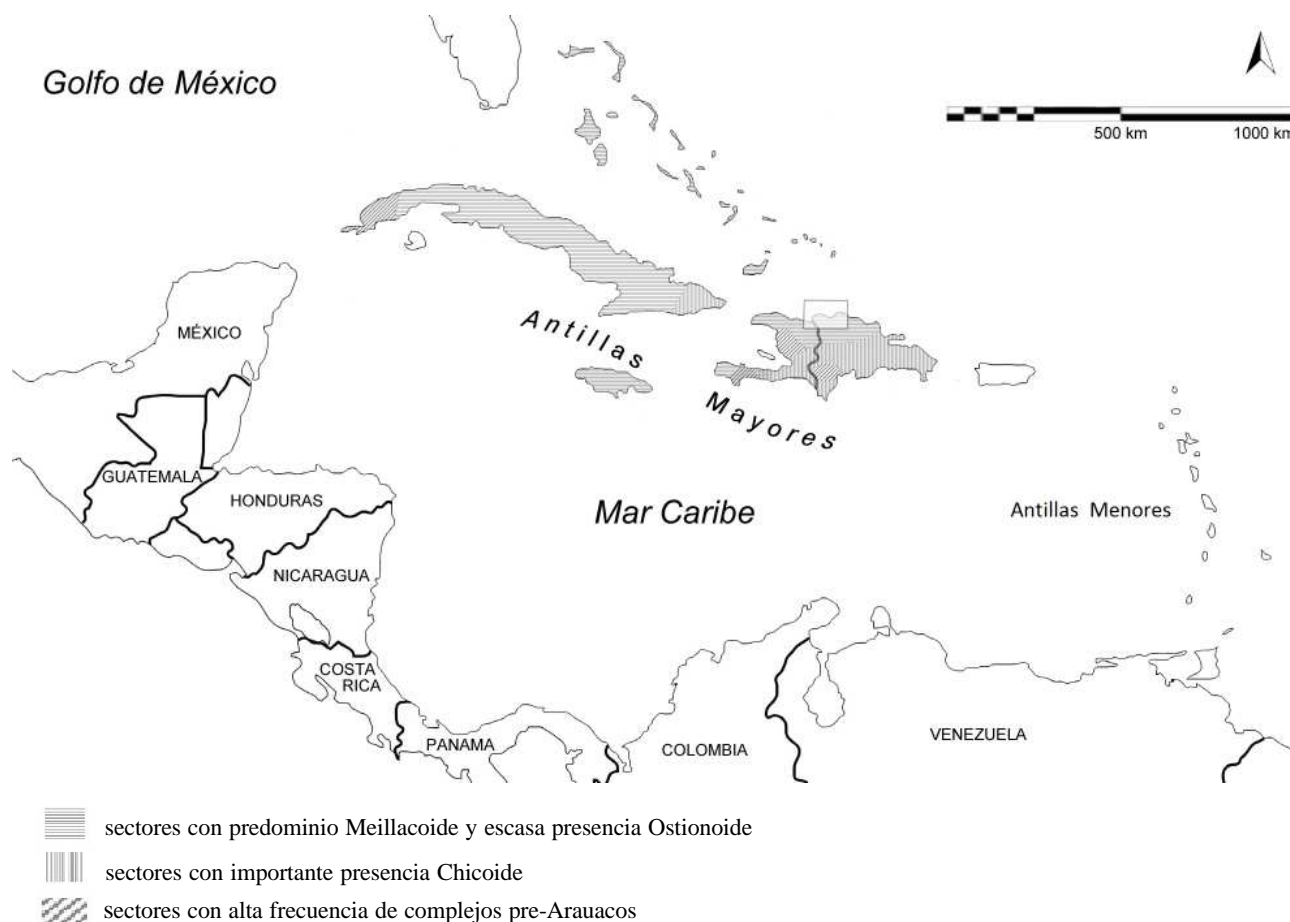 Golfo de México
500 km
1000 km
Antillas
Mayores
MÉXICO
GUATEMALA
HONDURAS
Mar Caribe
Antillas Menores
NICARAGUA
COSTA
RICA
PANAMA
COLOMBIA
VENEZUELA
sectores con predominio Meillacoide y escasa presencia Ostionoide
sectores con importante presencia Chicoide
sectores con alta frecuencia de complejos pre-Arauacos